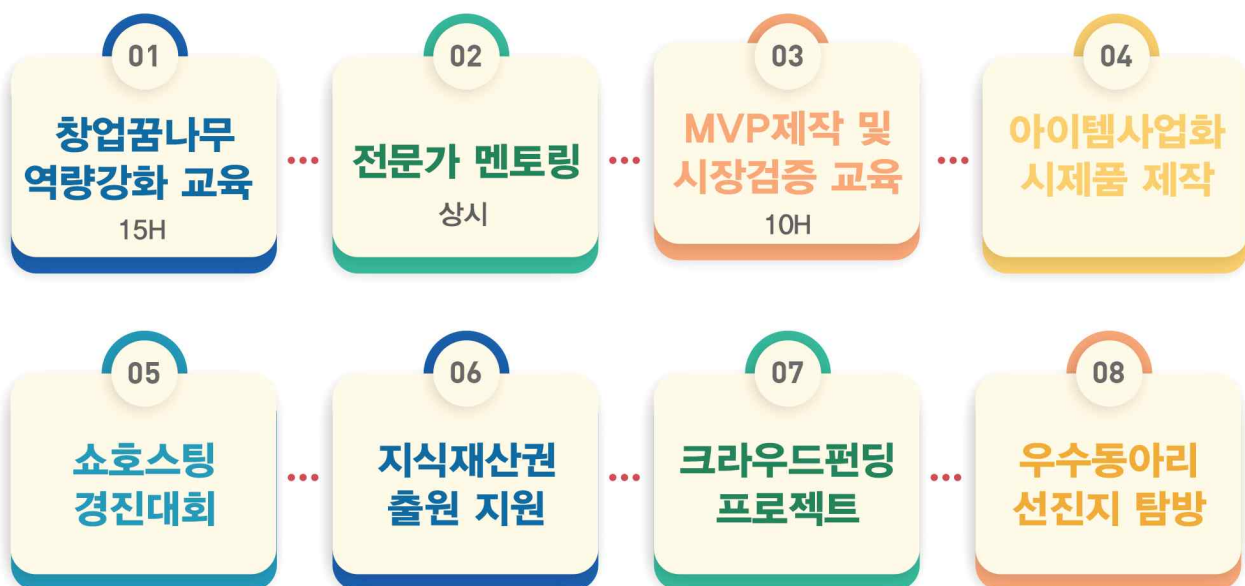 01
창업꿈나무
역량강화 교육
15H
02
전문가 멘토링
상시
03
MVP제작 및
시장검증 교육
10H
04
아이템사업화
시제품 제작
05
쇼호스팅
경진대회
06
지식재산권
출원 지원
07
크라우드펀딩
프로젝트
08
우수동아리
선진지 탐방